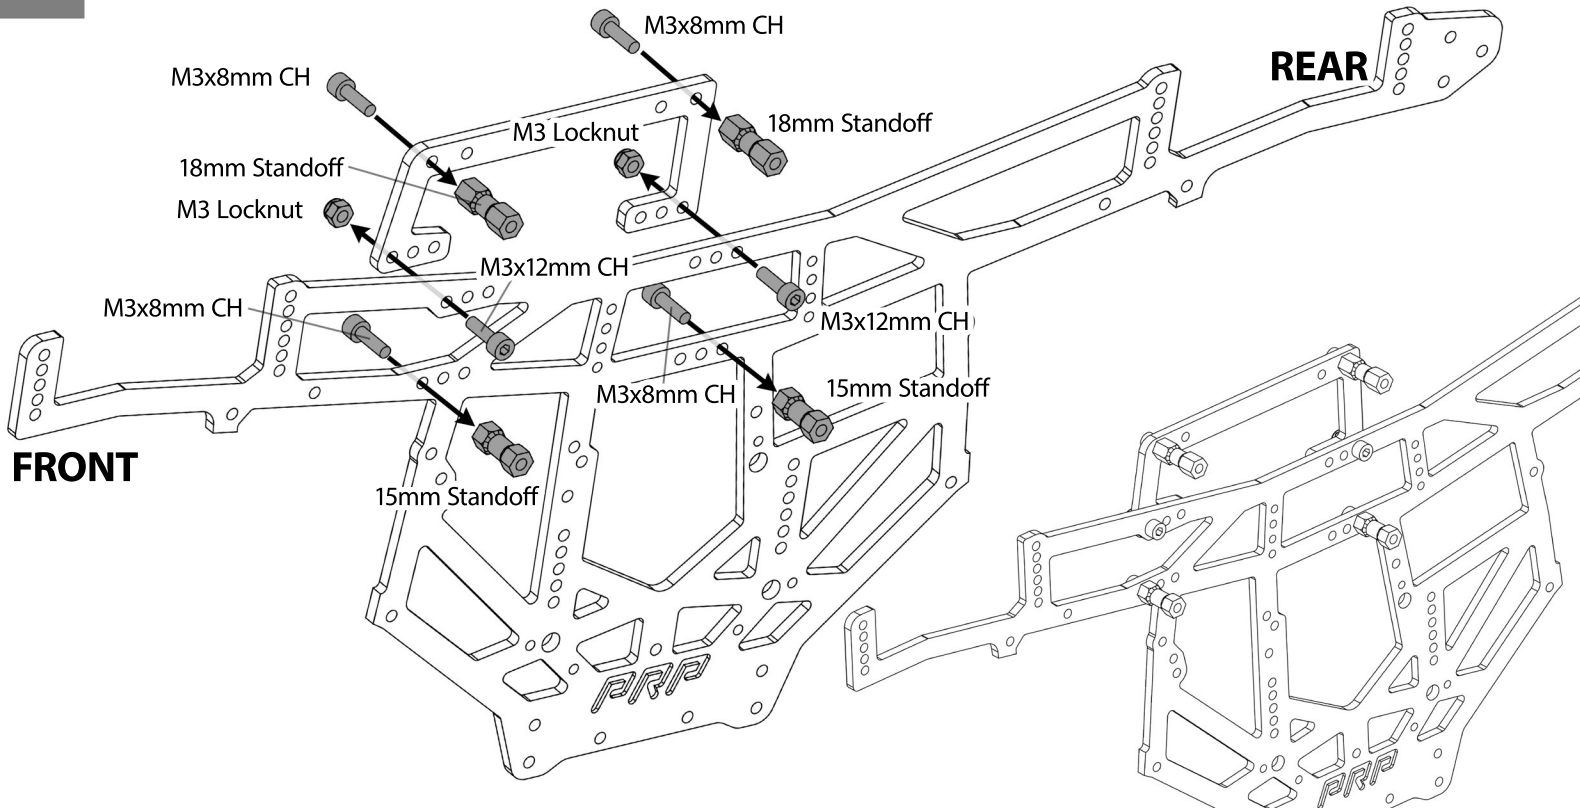 M3x8mm CH
REAR
M3x8mm CH
18mm Standoff
M3 Locknut
18mm Standoff
M3 Locknut
M3x12mm CH
M3x8mm CH
M3x12mm CH
M3x8mm CH
15mm Standoff
FRONT
15mm Standoff
PRP
PRP